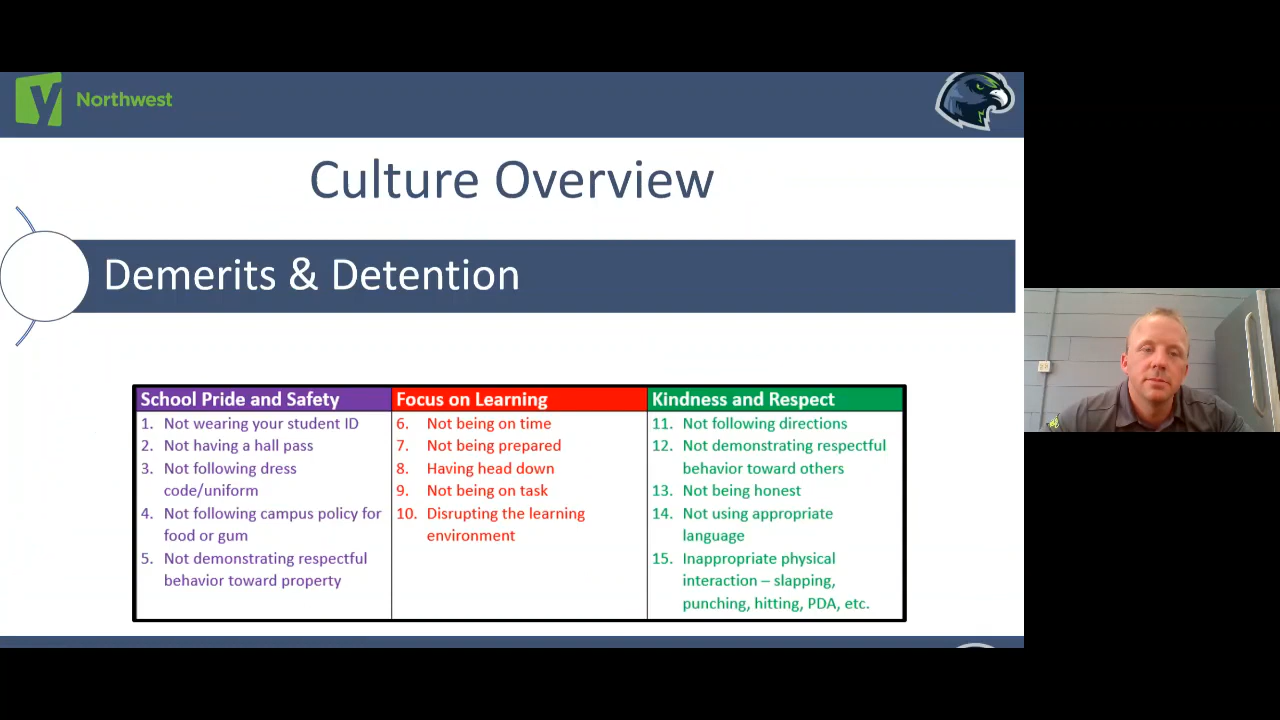 Northwest
Culture Overview
Demerits & Detention
School Pride and Safety
1. Not wearing your student ID
2. Not having a hall pass
3. Not following dress
code/uniform
4. Not following campus policy for
food or gum
5. Not demonstrating respectful
behavior toward property
Focus on Learning
6. Not being on time
7. Not being prepared
8. Having head down
9. Not being on task
10. Disrupting the learning
environment
Kindness and Respect
11. Not following directions
12. Not demonstrating respectful
behavior toward others
13. Not being honest
14. Not using appropriate
language
15. Inappropriate physical
interaction – slapping,
punching, hitting, PDA, etc.